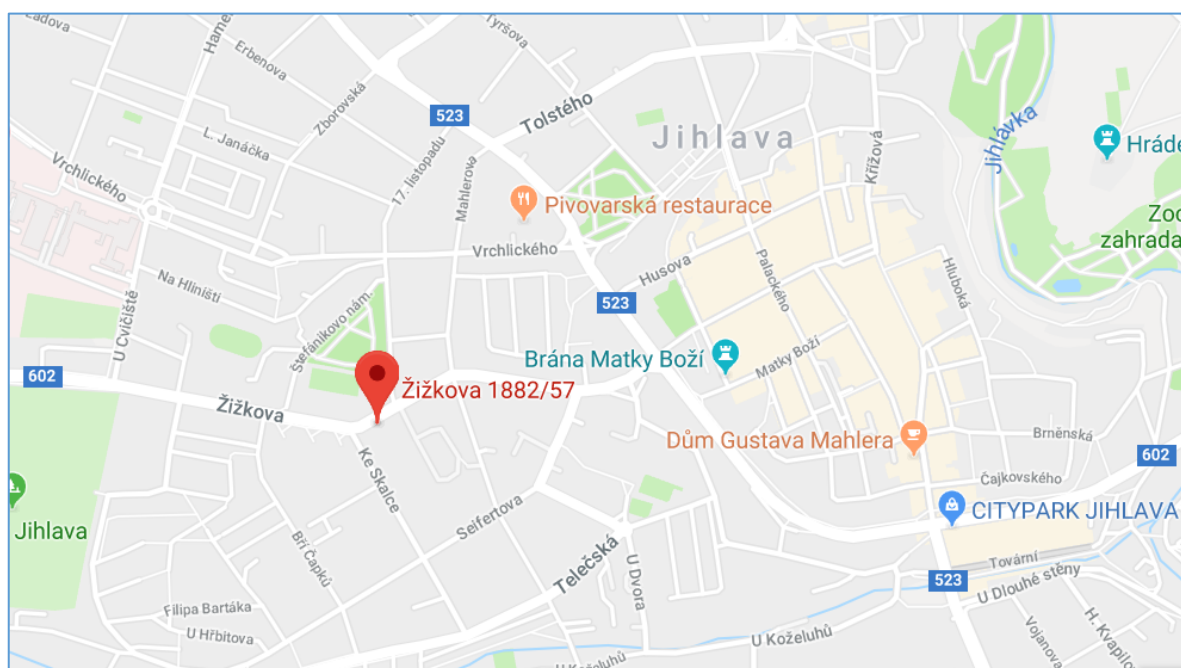 Ladova
Hamer
Tyršova
Erbenova
Zborovská
523
Tolstého
Jihlava
Křížová
Jihlávka
Hrádek
L. Janáčka
Vrchlického
17. listopadu
Mahlerova
Pivovarská restaurace
Zoo
zahrada
Vrchlického
Husova
Palackého
Hluboká
Na Hliništi
U Cvičiště
Štefánikovo nám.
523
Brána Matky Boží
Matky Boží
602
Žižkova 1882/57
Žižkova
Dům Gustava Mahlera
Brněnská
602
Ke Skalce
Čajkovského
Seifertova
CITYPARK JIHLAVA
Jihlava
Bří Čapků
Telečská
U Dvora
Tovární
523
U Dlouhé stěny
Filipa Bartáka
U Hřbitova
U Koželuhů
U Koželuhů
Vojanova
H. Kvapilo